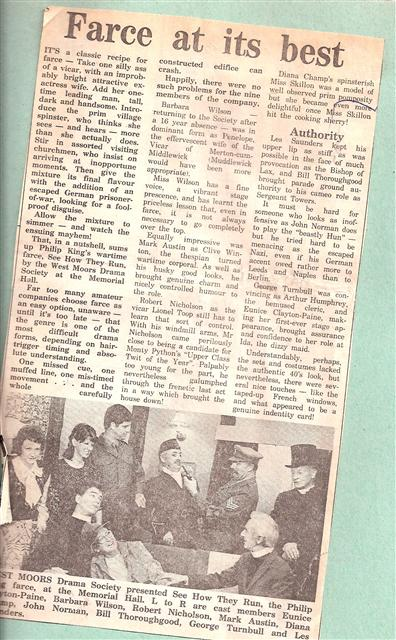 Farce at its best
IT'S a classic recipe for
farce — Take one silly ass
of a vicar, with an improb-
ably bright attractive ex-
actress wife. Add her one-
time leading man, tall,
dark and handsome. Intro-
duce the prim village
spinster, who thinks she
sees — and hears — more
than she actually does.
Stir in assorted visiting
churchmen, who insist on
arriving at inopportune
moments. Then give the
mixture its final flavour
with the addition of an
escaped German prisoner-
of-war, looking for a fool-
proof disguise.
Allow the mixture to
simmer — and watch the
ensuing mayhem!
That, in a nutshell, sums
up Philip King's wartime
farce, See How They Run,
by the West Moors Drama
Society at the Memorial
Hall.
Far too many amateur
companies choose farce as
an easy option, unaware —
until it's too late — that
the genre is one of the
most difficult drama
forms, depending on hair-
trigger timing and abso-
lute understanding.
One missed cue, one
muffed line, one mis-timed
movement . . . and the
whole carefully
constructed edifice can
crash.
Happily, there were no
such problems for the nine
members of the company.
Barbara Wilson —
returning to the Society after
a 16 year absence — was in
dominant form as Penelope,
the effervescent wife of the
Vicar of Merton-cum-
Middlewick (Muddlewick
would have been more
appropriate).
Miss Wilson has a fine
voice, a vibrant stage
presence, and has learnt the
priceless lesson that, even in
farce, it is not always
necessary to go completely
over the top.
Equally impressive was
Mark Austin as Clive Win-
ton, the thespian turned
wartime corporal. As well as
his husky good looks, he
brought genuine charm and
nicely controlled humour to
the role.
Robert Nicholson as the
vicar Lionel Toop still has to
learn that sort of control.
With his windmill arms, Mr
Nicholson came perilously
close to being a candidate for
Monty Python's "Upper Class
Twit of the Year". Palpably
too young for the part, he
nevertheless galumphed
through the frenetic last act
in a way which brought the
house down!
Diana Champ's spinsterish
Miss Skillon was a model of
well observed prim pomposity
but she became even more
delightful once Miss Skillon
hit the cooking sherry!
Authority
Les Saunders kept his
upper lip as stiff as was
possible in the face of much
provocation as the Bishop of
Lax, and Bill Thoroughgood
brought parade ground au-
thority to his cameo role as
Sergeant Towers.
It must be hard for
someone who looks as inof-
fensive as John Norman does
to play the "beastly Hun" —
but he tried hard to be
menacing as the escaped
Nazi, even if his German
accent owed rather more to
Leeds and Naples than to
Berlin.
George Turnbull was con-
vincing as Arthur Humphrey,
the bemused cleric, and
Eunice Clayton-Paine, mak-
ing her first-ever stage ap-
pearance, brought assurance
and confidence to her role at
Ida, the dizzy maid.
Understandably, perhaps,
the sets and costumes lacked
the authentic 40's look, but
nevertheless, there were sev-
eral nice touches — like the
taped-up French windows,
and what appeared to be a
genuine indentity card!
EST MOORS Drama Society presented See How They Run, the Philip
g farce, at the Memorial Hall. L to R are cast members Eunice
yton-Paine, Barbara Wilson, Robert Nicholson, Mark Austin, Diana
mp, John Norman, Bill Thoroughgood, George Turnbull and Les
nders.